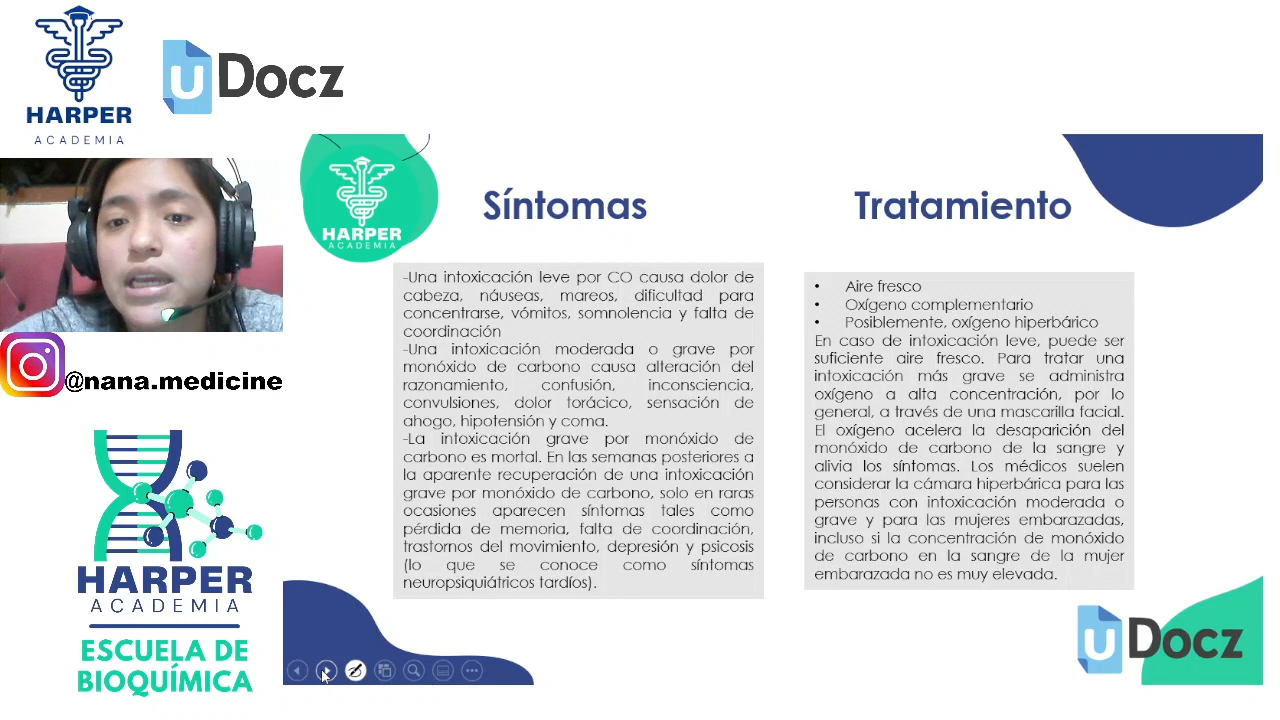 HARPER
ACADEMIA
uDocz
@nana.medicine
HARPER
ACADEMIA
ESCUELA DE
BIOQUÍMICA
HARPER
ACADEMIA
Síntomas
-Una intoxicación leve por CO causa dolor de
cabeza, náuseas, mareos, dificultad para
concentrarse, vómitos, somnolencia y falta de
coordinación
-Una intoxicación moderada o grave por
monóxido de carbono causa alteración del
razonamiento, confusión, inconsciencia,
convulsiones, dolor torácico, sensación de
ahogo, hipotensión y coma.
-La intoxicación grave por monóxido de
carbono es mortal. En las semanas posteriores a
la aparente recuperación de una intoxicación
grave por monóxido de carbono, solo en raras
ocasiones aparecen síntomas tales como
pérdida de memoria, falta de coordinación,
trastornos del movimiento, depresión y psicosis
(lo que se conoce como síntomas
neuropsiquiátricos tardíos).
Tratamiento
• Aire fresco
• Oxígeno complementario
• Posiblemente, oxígeno hiperbárico
En caso de intoxicación leve, puede ser
suficiente aire fresco. Para tratar una
intoxicación más grave se administra
oxígeno a alta concentración, por lo
general, a través de una mascarilla facial.
El oxígeno acelera la desaparición del
monóxido de carbono de la sangre y
alivia los síntomas. Los médicos suelen
considerar la cámara hiperbárica para las
personas con intoxicación moderada o
grave y para las mujeres embarazadas,
incluso si la concentración de monóxido
de carbono en la sangre de la mujer
embarazada no es muy elevada.
uDocz